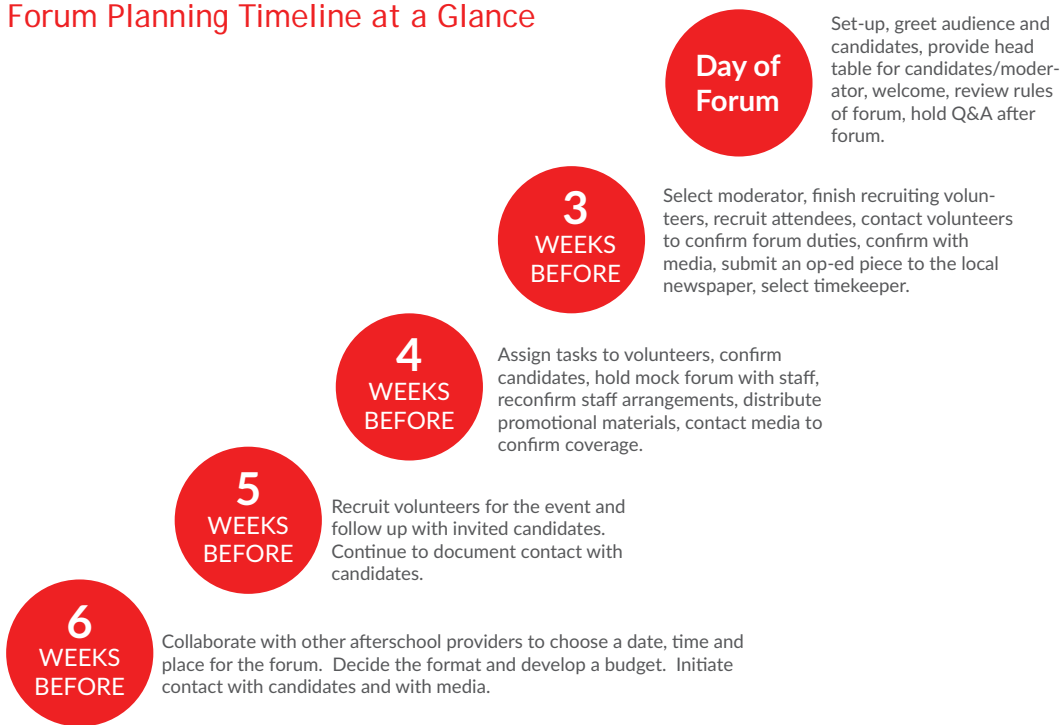 Forum Planning Timeline at a Glance
Day of
Forum
Set-up, greet audience and
candidates, provide head
table for candidates/moder-
ator, welcome, review rules
of forum, hold Q&A after
forum.
3
WEEKS
BEFORE
Select moderator, finish recruiting volun-
teers, recruit attendees, contact volunteers
to confirm forum duties, confirm with
media, submit an op-ed piece to the local
newspaper, select timekeeper.
4
WEEKS
BEFORE
Assign tasks to volunteers, confirm
candidates, hold mock forum with staff,
reconfirm staff arrangements, distribute
promotional materials, contact media to
confirm coverage.
5
WEEKS
BEFORE
Recruit volunteers for the event and
follow up with invited candidates.
Continue to document contact with
candidates.
6
WEEKS
BEFORE
Collaborate with other afterschool providers to choose a date, time and
place for the forum.  Decide the format and develop a budget.  Initiate
contact with candidates and with media.